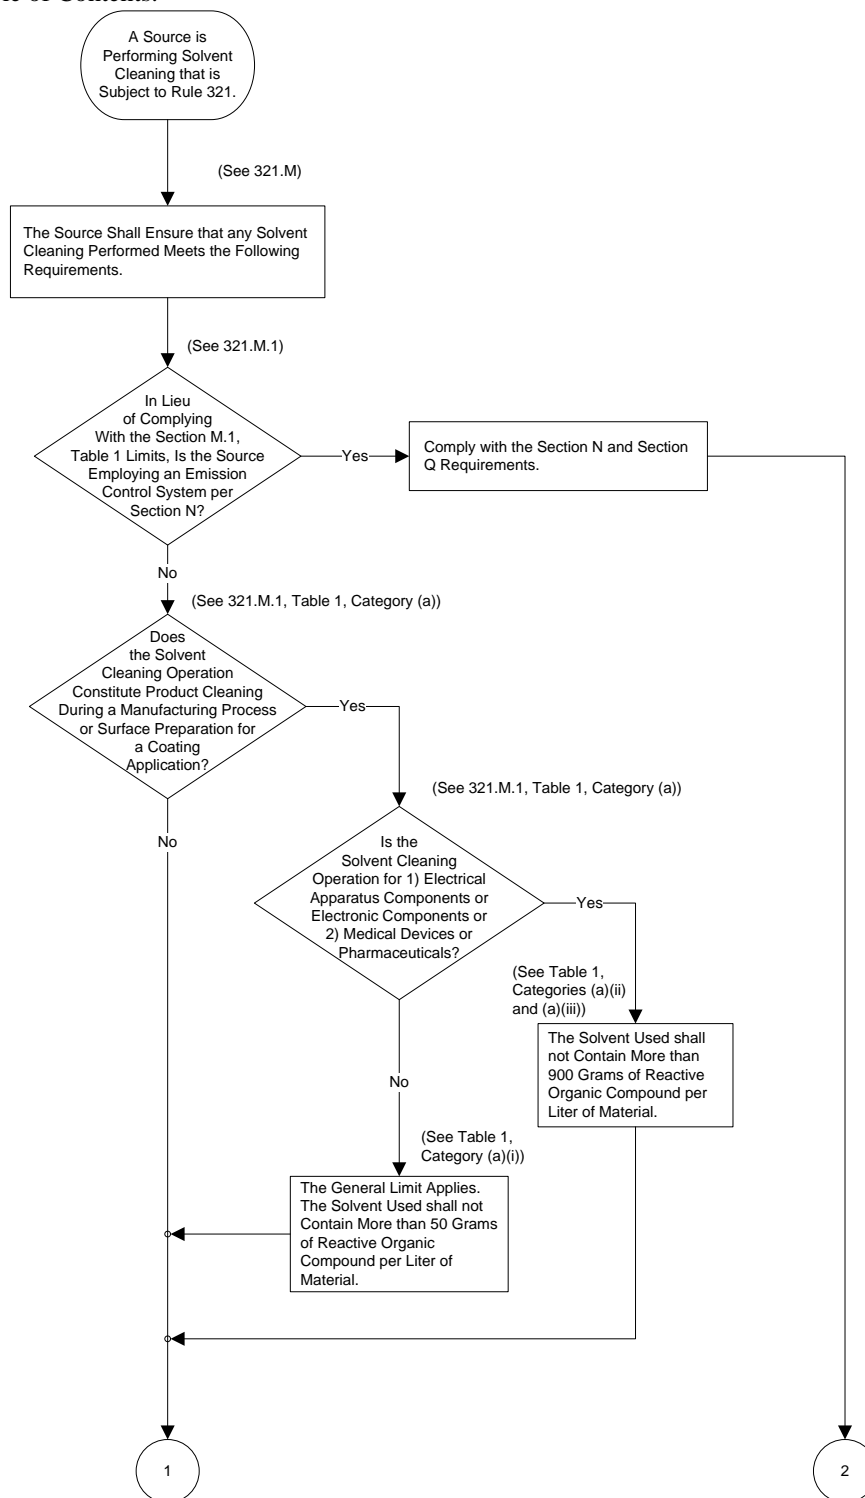 le of Contents.
A Source is
Performing Solvent
Cleaning that is
Subject to Rule 321.
(See 321.M)
The Source Shall Ensure that any Solvent
Cleaning Performed Meets the Following
Requirements.
(See 321.M.1)
In Lieu
of Complying
With the Section M.1,
Table 1 Limits, Is the Source
Employing an Emission
Control System per
Section N?
Yes
Comply with the Section N and Section
Q Requirements.
No
(See 321.M.1, Table 1, Category (a))
Does
the Solvent
Cleaning Operation
Constitute Product Cleaning
During a Manufacturing Process
or Surface Preparation for
a Coating
Application?
Yes
No
(See 321.M.1, Table 1, Category (a))
Is the
Solvent Cleaning
Operation for 1) Electrical
Apparatus Components or
Electronic Components or
2) Medical Devices or
Pharmaceuticals?
Yes
(See Table 1,
Categories (a)(ii)
and (a)(iii))
The Solvent Used shall
not Contain More than
900 Grams of Reactive
Organic Compound per
Liter of Material.
No
(See Table 1,
Category (a)(i))
The General Limit Applies.
The Solvent Used shall not
Contain More than 50 Grams
of Reactive Organic
Compound per Liter of
Material.
1
2